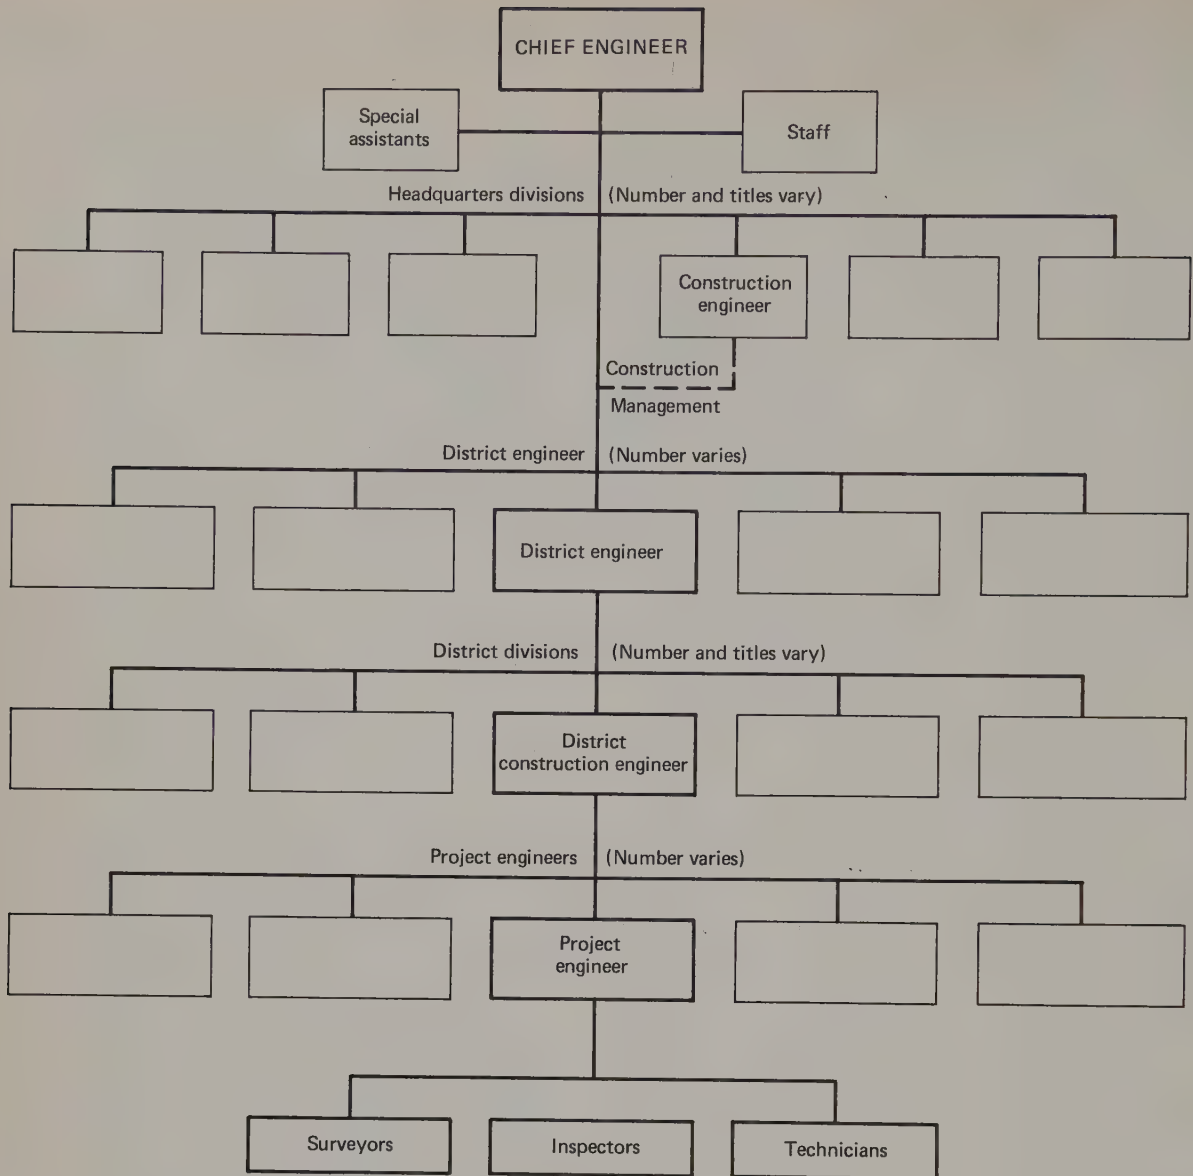 CHIEF ENGINEER
Special
assistants
Staff
Headquarters divisions (Number and titles vary)
Construction
engineer
Construction
Management
District engineer (Number varies)
District engineer
District divisions (Number and titles vary)
District
construction engineer
Project engineers (Number varies)
Project
engineer
Surveyors
Inspectors
Technicians